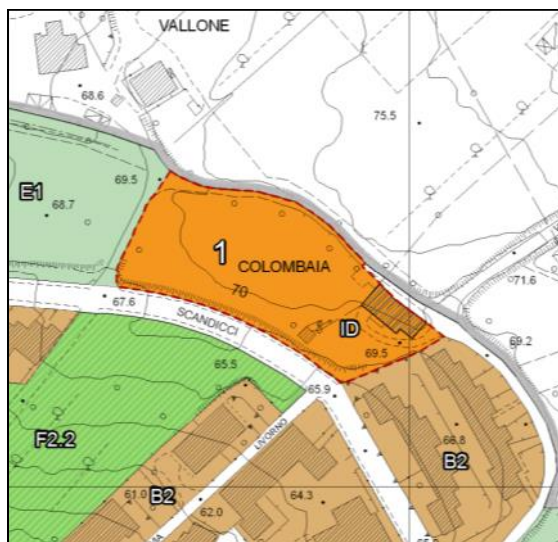 VALLONE
68.6
75.5
69.5
E1
68.7
1
COLOMBAIA
71.6
67.6
70
SCANDICCI
ID
69.5
69.2
65.5
65.9
F2.2
LIVORNO
66.8
B2
61.0
B2
64.3
62.0